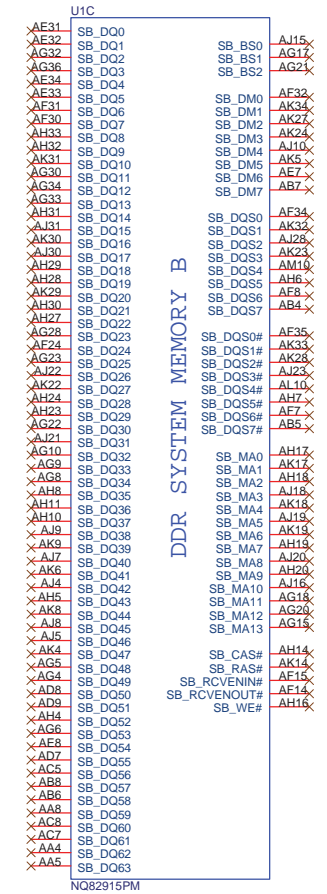 U1C
AE31 SB_DQ0
AE32 SB_DQ1
AG32 SB_DQ2
AG36 SB_DQ3
AE34 SB_DQ4
AE33 SB_DQ5
AF31 SB_DQ6
AF30 SB_DQ7
AH33 SB_DQ8
AH32 SB_DQ9
AK31 SB_DQ10
AG30 SB_DQ11
AG34 SB_DQ12
AG33 SB_DQ13
AH31 SB_DQ14
AJ31 SB_DQ15
AK30 SB_DQ16
AJ30 SB_DQ17
AH29 SB_DQ18
AH28 SB_DQ19
AK29 SB_DQ20
AH30 SB_DQ21
AH27 SB_DQ22
AG28 SB_DQ23
AF24 SB_DQ24
AG23 SB_DQ25
AJ22 SB_DQ26
AK22 SB_DQ27
AH24 SB_DQ28
AH23 SB_DQ29
AG22 SB_DQ30
AJ21 SB_DQ31
AG10 SB_DQ32
AG9 SB_DQ33
AG8 SB_DQ34
AH8 SB_DQ35
AH11 SB_DQ36
AH10 SB_DQ37
AJ9 SB_DQ38
AK9 SB_DQ39
AJ7 SB_DQ40
AK6 SB_DQ41
AJ4 SB_DQ42
AH5 SB_DQ43
AK8 SB_DQ44
AJ8 SB_DQ45
AJ5 SB_DQ46
AK4 SB_DQ47
AG5 SB_DQ48
AG4 SB_DQ49
AD8 SB_DQ50
AD9 SB_DQ51
AH4 SB_DQ52
AG6 SB_DQ53
AE8 SB_DQ54
AD7 SB_DQ55
AC5 SB_DQ56
AB8 SB_DQ57
AB6 SB_DQ58
AA8 SB_DQ59
AC8 SB_DQ60
AC7 SB_DQ61
AA4 SB_DQ62
AA5 SB_DQ63
DDR SYSTEM MEMORY B
SB_BS0 AJ15
SB_BS1 AG17
SB_BS2 AG21
SB_DM0 AF32
SB_DM1 AK34
SB_DM2 AK27
SB_DM3 AK24
SB_DM4 AJ10
SB_DM5 AK5
SB_DM6 AE7
SB_DM7 AB7
SB_DQS0 AF34
SB_DQS1 AK32
SB_DQS2 AJ28
SB_DQS3 AK23
SB_DQS4 AM10
SB_DQS5 AH6
SB_DQS6 AF8
SB_DQS7 AB4
SB_DQS0# AF35
SB_DQS1# AK33
SB_DQS2# AK28
SB_DQS3# AJ23
SB_DQS4# AL10
SB_DQS5# AH7
SB_DQS6# AF7
SB_DQS7# AB5
SB_MA0 AH17
SB_MA1 AK17
SB_MA2 AH18
SB_MA3 AJ18
SB_MA4 AK18
SB_MA5 AJ19
SB_MA6 AK19
SB_MA7 AH19
SB_MA8 AJ20
SB_MA9 AH20
SB_MA10 AJ16
SB_MA11 AG18
SB_MA12 AG20
SB_MA13 AG15
SB_CAS# AH14
SB_RAS# AK14
SB_RCVENIN# AF15
SB_RCVENOUT# AF14
SB_WE# AH16
NQ82915PM